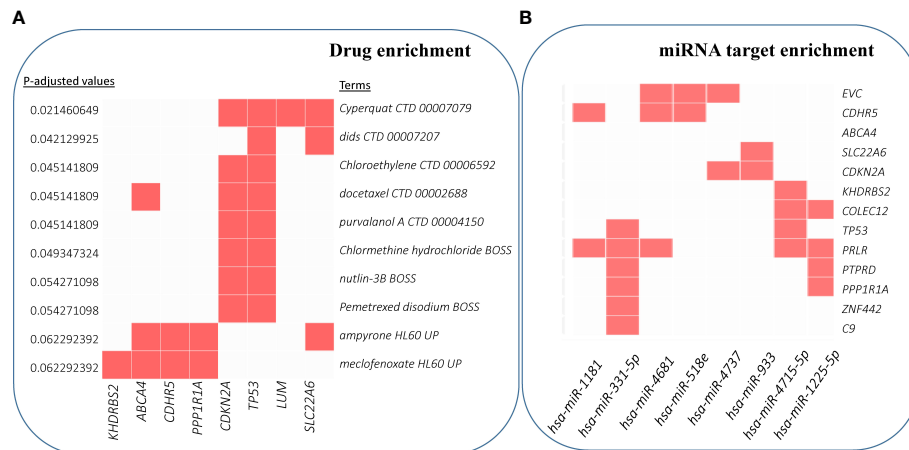 A
Drug enrichment
P-adjusted values
Terms
0.021460649
Cyperquat CTD 00007079
0.042129925
dids CTD 00007207
0.045141809
Chloroethylene CTD 00006592
0.045141809
docetaxel CTD 00002688
0.045141809
purvalanol A CTD 00004150
0.049347324
Chlormethine hydrochloride BOSS
0.054271098
nutlin-3B BOSS
0.054271098
Pemetrexed disodium BOSS
0.062292392
ampyrone HL60 UP
0.062292392
meclofenoxate HL60 UP
KHDRBS2
ABCA4
CDHR5
PPP1R1A
CDKN2A
TP53
LUM
SLC22A6
B
miRNA target enrichment
EVC
CDHR5
ABCA4
SLC22A6
CDKN2A
KHDRBS2
COLEC12
TP53
PRLR
PTPRD
PPP1R1A
ZNF442
C9
hsa-miR-1181
hsa-miR-331-5p
hsa-miR-4681
hsa-miR-518e
hsa-miR-4737
hsa-miR-933
hsa-miR-4715-5p
hsa-miR-1225-5p